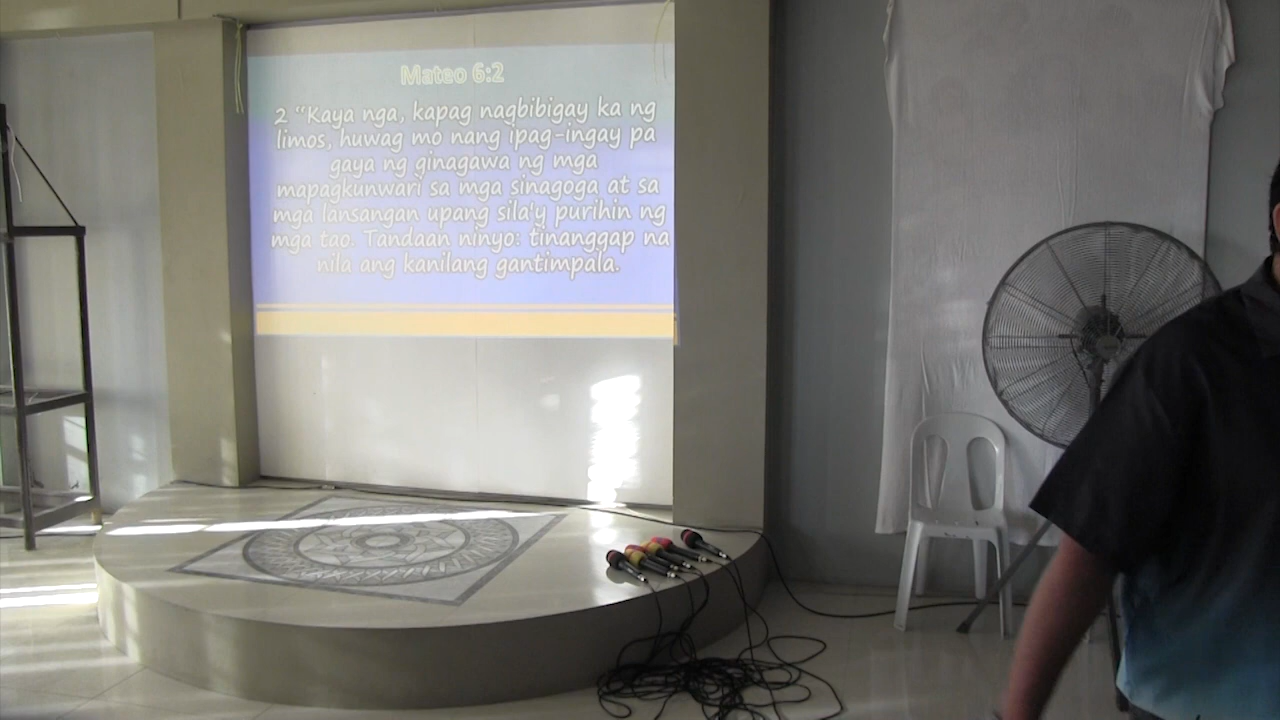 Mateo 6:2
2 “Kaya nga, kapag nagbibigay ka ng
limos, huwag mo nang ipag-ingay pa
gaya ng ginagawa ng mga
mapagkunwari sa mga sinagoga at sa
mga lansangan upang sila'y purihin ng
mga tao. Tandaan ninyo: tinanggap na
nila ang kanilang gantimpala.